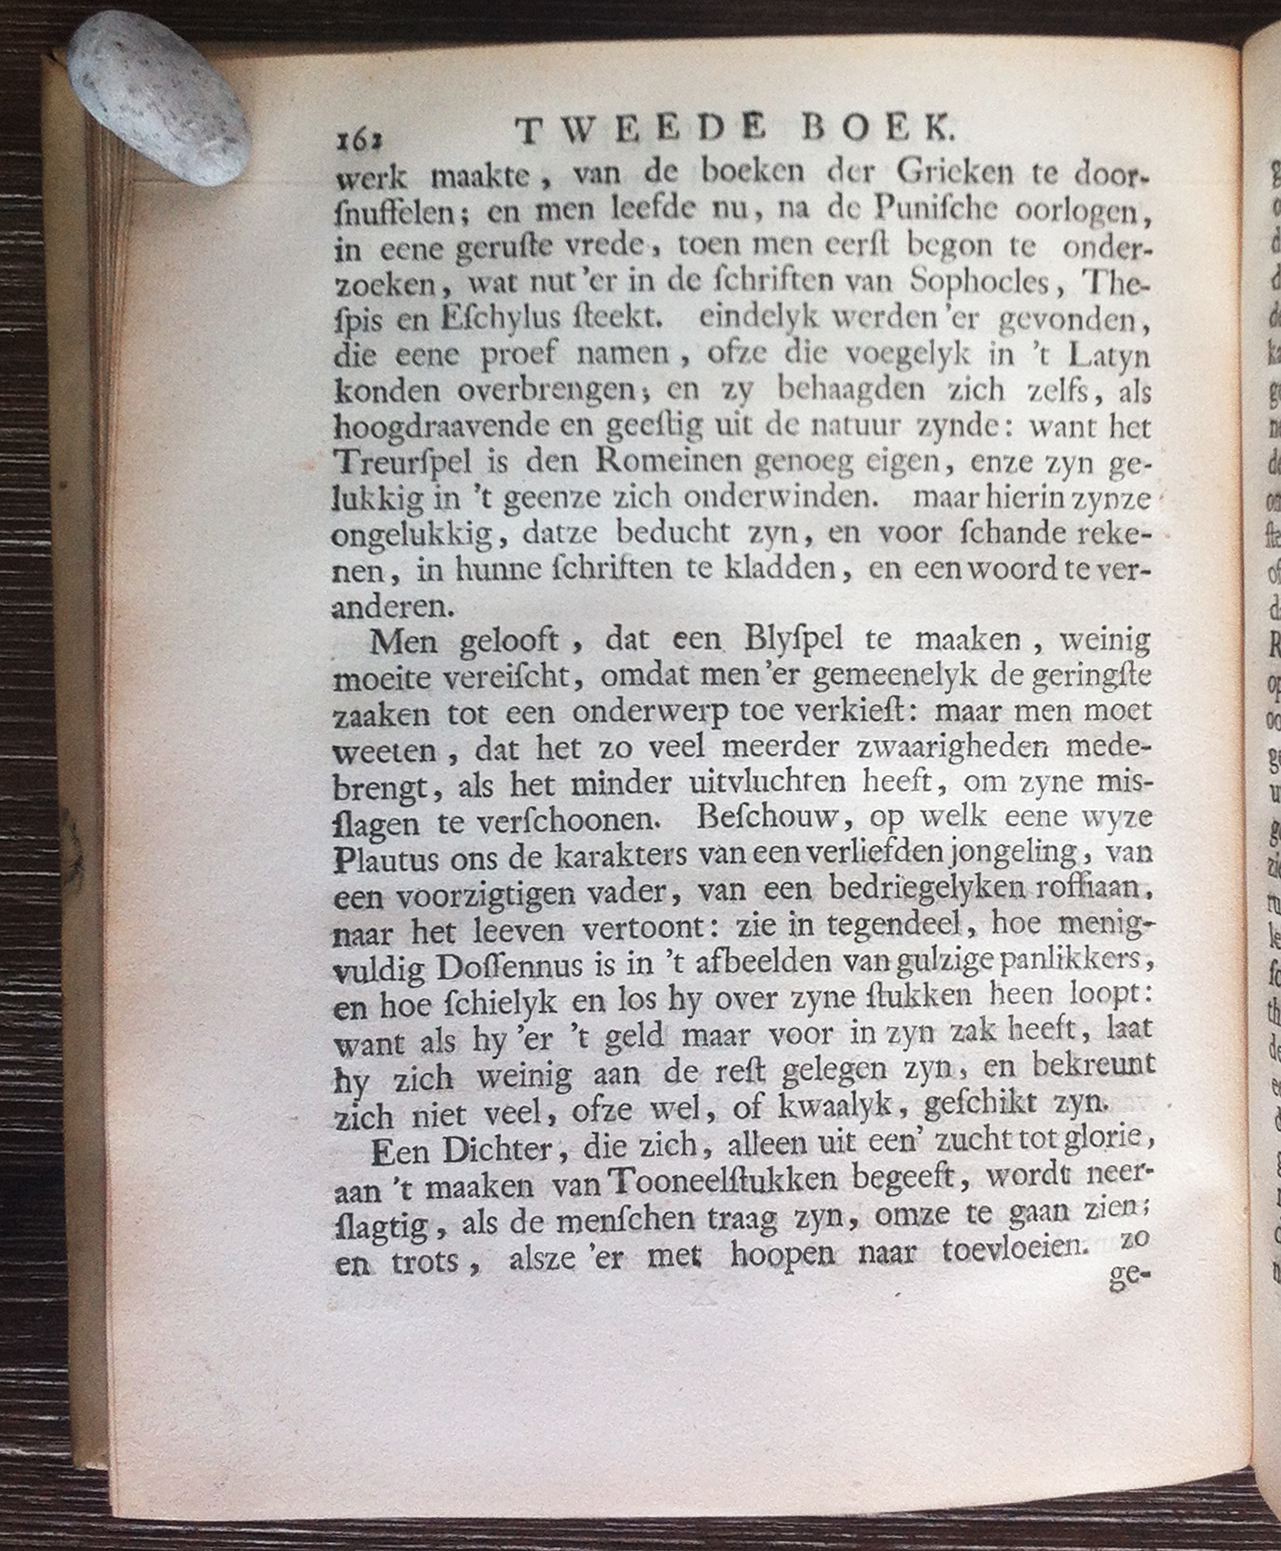 162 TWEEDE BOEK.
werk maakte, van de boeken der Grieken te door-
ſnuffelen; en men leefde nu, na de Puniſche oorlogen,
in eene geruſte vrede, toen men eerſt begon te onder-
zoeken, wat nut 'er in de ſchriften van Sophocles, The-
ſpis en Eſchylus ſteekt. eindelyk werden 'er gevonden,
die eene proef namen, ofze die voegelyk in 't Latyn
konden overbrengen; en zy behaagden zich zelfs, als
hoogdraavende en geeſtig uit de natuur zynde: want het
Treurſpel is den Romeinen genoeg eigen, enze zyn ge-
lukkig in 't geenze zich onderwinden. maar hierin zynze
ongelukkig, datze beducht zyn, en voor ſchande reke-
nen, in hunne ſchriften te kladden, en een woord te ver-
anderen.
Men gelooft, dat een Blyſpel te maaken, weinig
moeite vereiſcht, omdat men 'er gemeenelyk de geringſte
zaaken tot een onderwerp toe verkieſt: maar men moet
weeten, dat het zo veel meerder zwaarigheden mede-
brengt, als het minder uitvluchten heeft, om zyne mis-
ſlagen te verſchoonen. Beſchouw, op welk eene wyze
Plautus ons de karakters van een verliefden jongeling, van
een voorzigtigen vader, van een bedriegelyken roffiaan,
naar het leeven vertoont: zie in tegendeel, hoe menig-
vuldig Doſſennus is in 't afbeelden van gulzige panlikkers,
en hoe ſchielyk en los hy over zyne ſtukken heen loopt:
want als hy 'er 't geld maar voor in zyn zak heeft, laat
hy zich weinig aan de reſt gelegen zyn, en bekreunt
zich niet veel, ofze wel, of kwaalyk, geſchikt zyn.
Een Dichter, die zich, alleen uit een' zucht tot glorie,
aan 't maaken van Tooneelſtukken begeeft, wordt neer-
ſlagtig, als de menſchen traag zyn, omze te gaan zien;
en trots, alsze 'er met hoopen naar toevloeien. zo
ge-